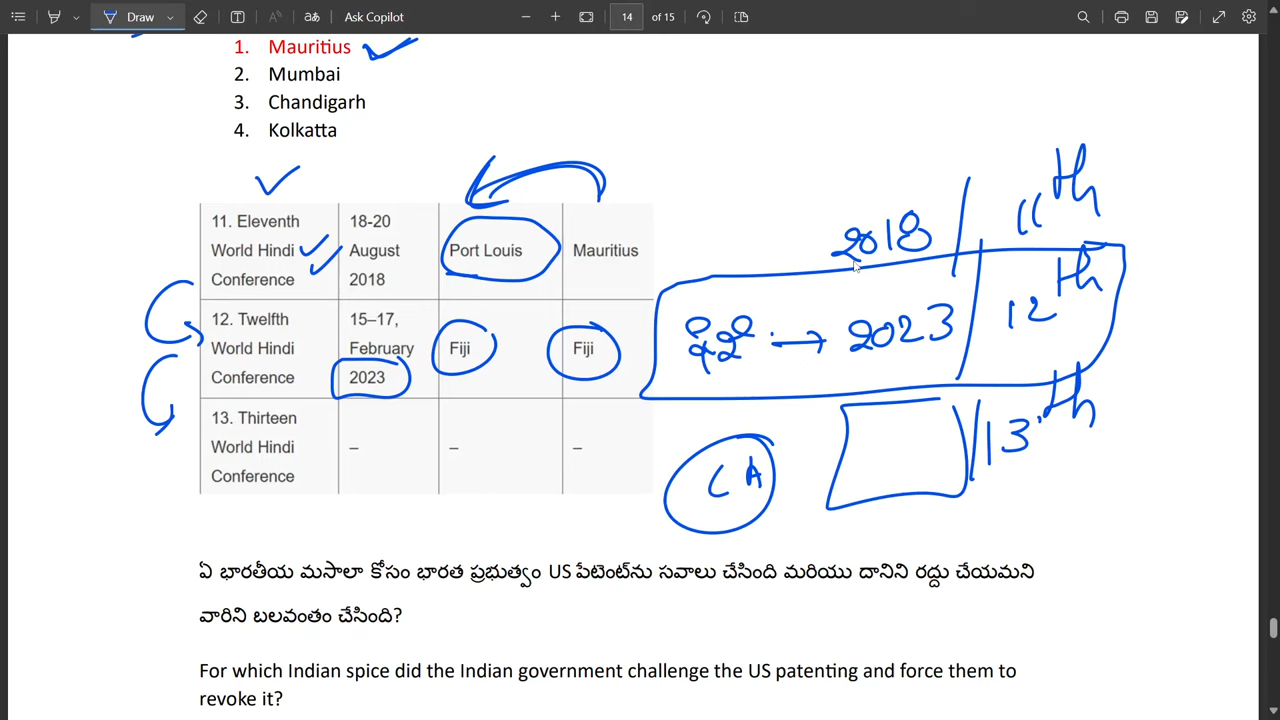 Draw
aあ
Ask Copilot
14 of 15
1. Mauritius
2. Mumbai
3. Chandigarh
4. Kolkatta
11. Eleventh World Hindi Conference
18-20 August 2018
Port Louis
Mauritius
12. Twelfth World Hindi Conference
15–17, February 2023
Fiji
Fiji
13. Thirteen World Hindi Conference
–
–
–
2018
11th
→ 2023
12th
13th
CA
ఏ భారతీయ మసాలా కోసం భారత ప్రభుత్వం US పేటెంట్‌ను సవాలు చేసింది మరియు దానిని రద్దు చేయమని
వారిని బలవంతం చేసింది?
For which Indian spice did the Indian government challenge the US patenting and force them to
revoke it?